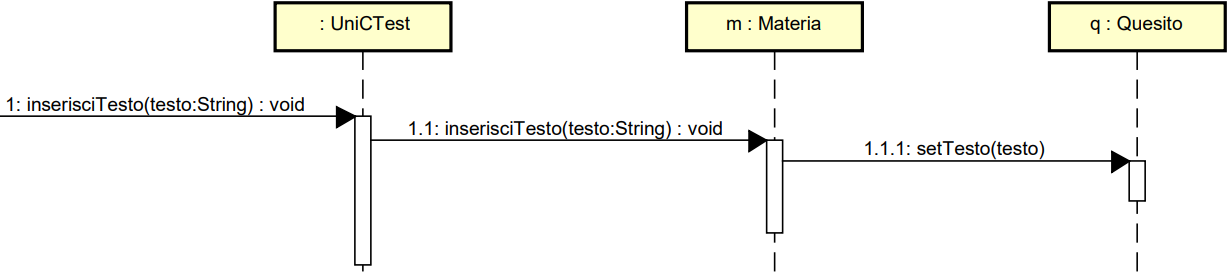 : UniCTest
m : Materia
q : Quesito
1: inserisciTesto(testo:String) : void
1.1: inserisciTesto(testo:String) : void
1.1.1: setTesto(testo)